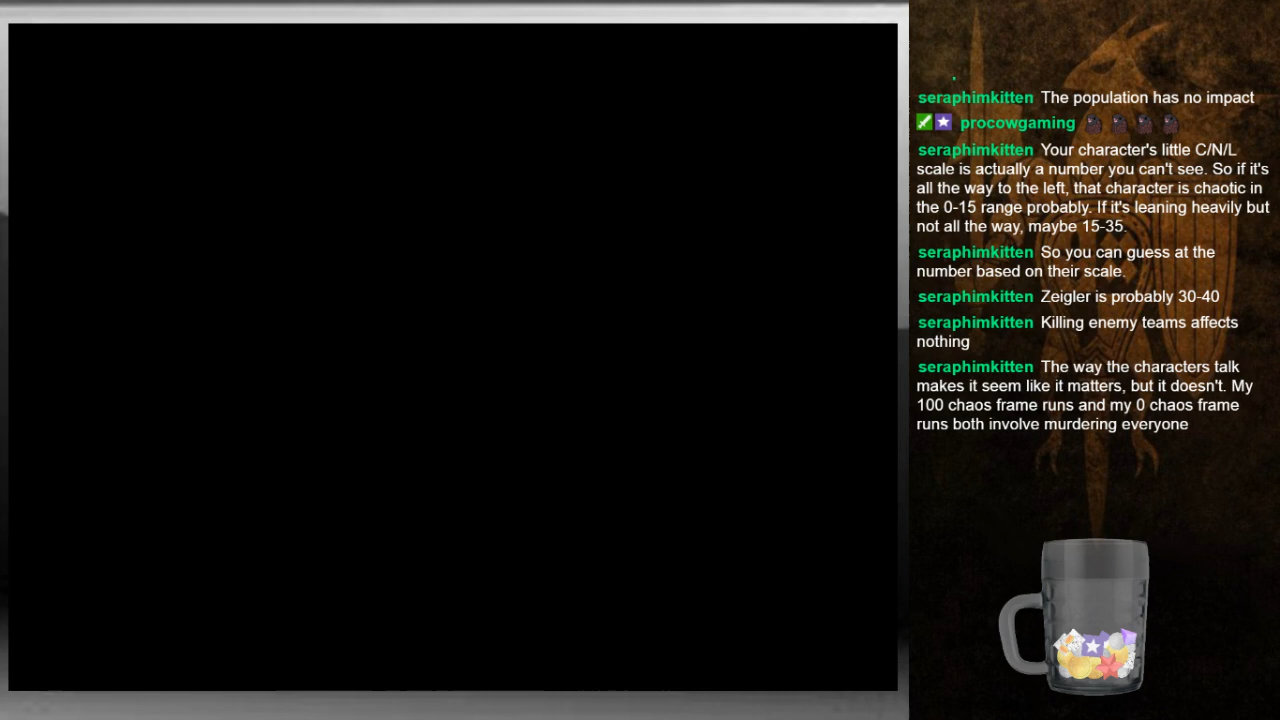 seraphimkitten The population has no impact
procowgaming
seraphimkitten Your character's little C/N/L
scale is actually a number you can't see. So if it's
all the way to the left, that character is chaotic in
the 0-15 range probably. If it's leaning heavily but
not all the way, maybe 15-35.
seraphimkitten So you can guess at the
number based on their scale.
seraphimkitten Zeigler is probably 30-40
seraphimkitten Killing enemy teams affects
nothing
seraphimkitten The way the characters talk
makes it seem like it matters, but it doesn't. My
100 chaos frame runs and my 0 chaos frame
runs both involve murdering everyone